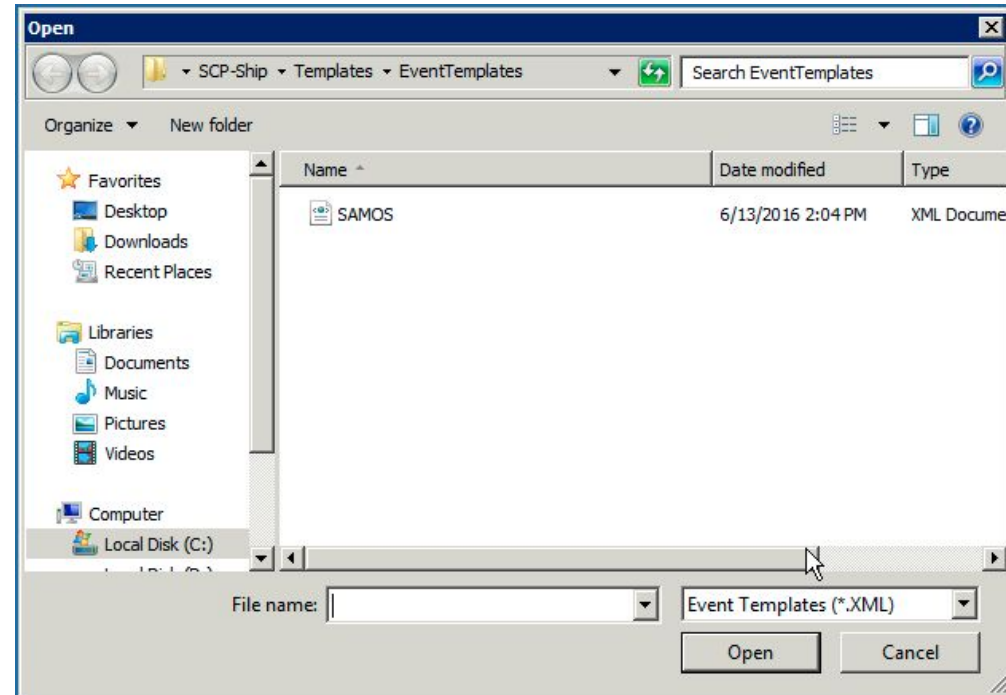 Open
SCP-Ship Templates EventTemplates Search EventTemplates
Organize New folder
Name Date modified Type
Favorites
Desktop
Downloads
Recent Places
Libraries
Documents
Music
Pictures
Videos
Computer
Local Disk (C:)
SAMOS 6/13/2016 2:04 PM XML Docume
File name: Event Templates (*.XML)
Open Cancel